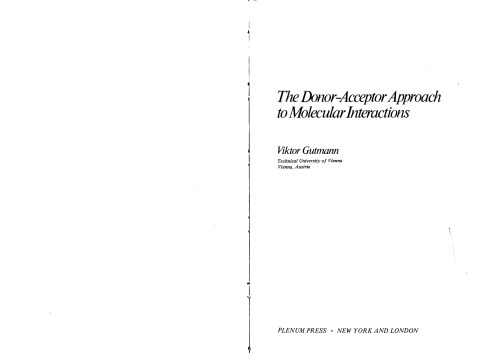 The Donor-Acceptor Approach
to Molecular Interactions
Viktor Gutmann
Technical University of Vienna
Vienna, Austria
PLENUM PRESS • NEW YORK AND LONDON